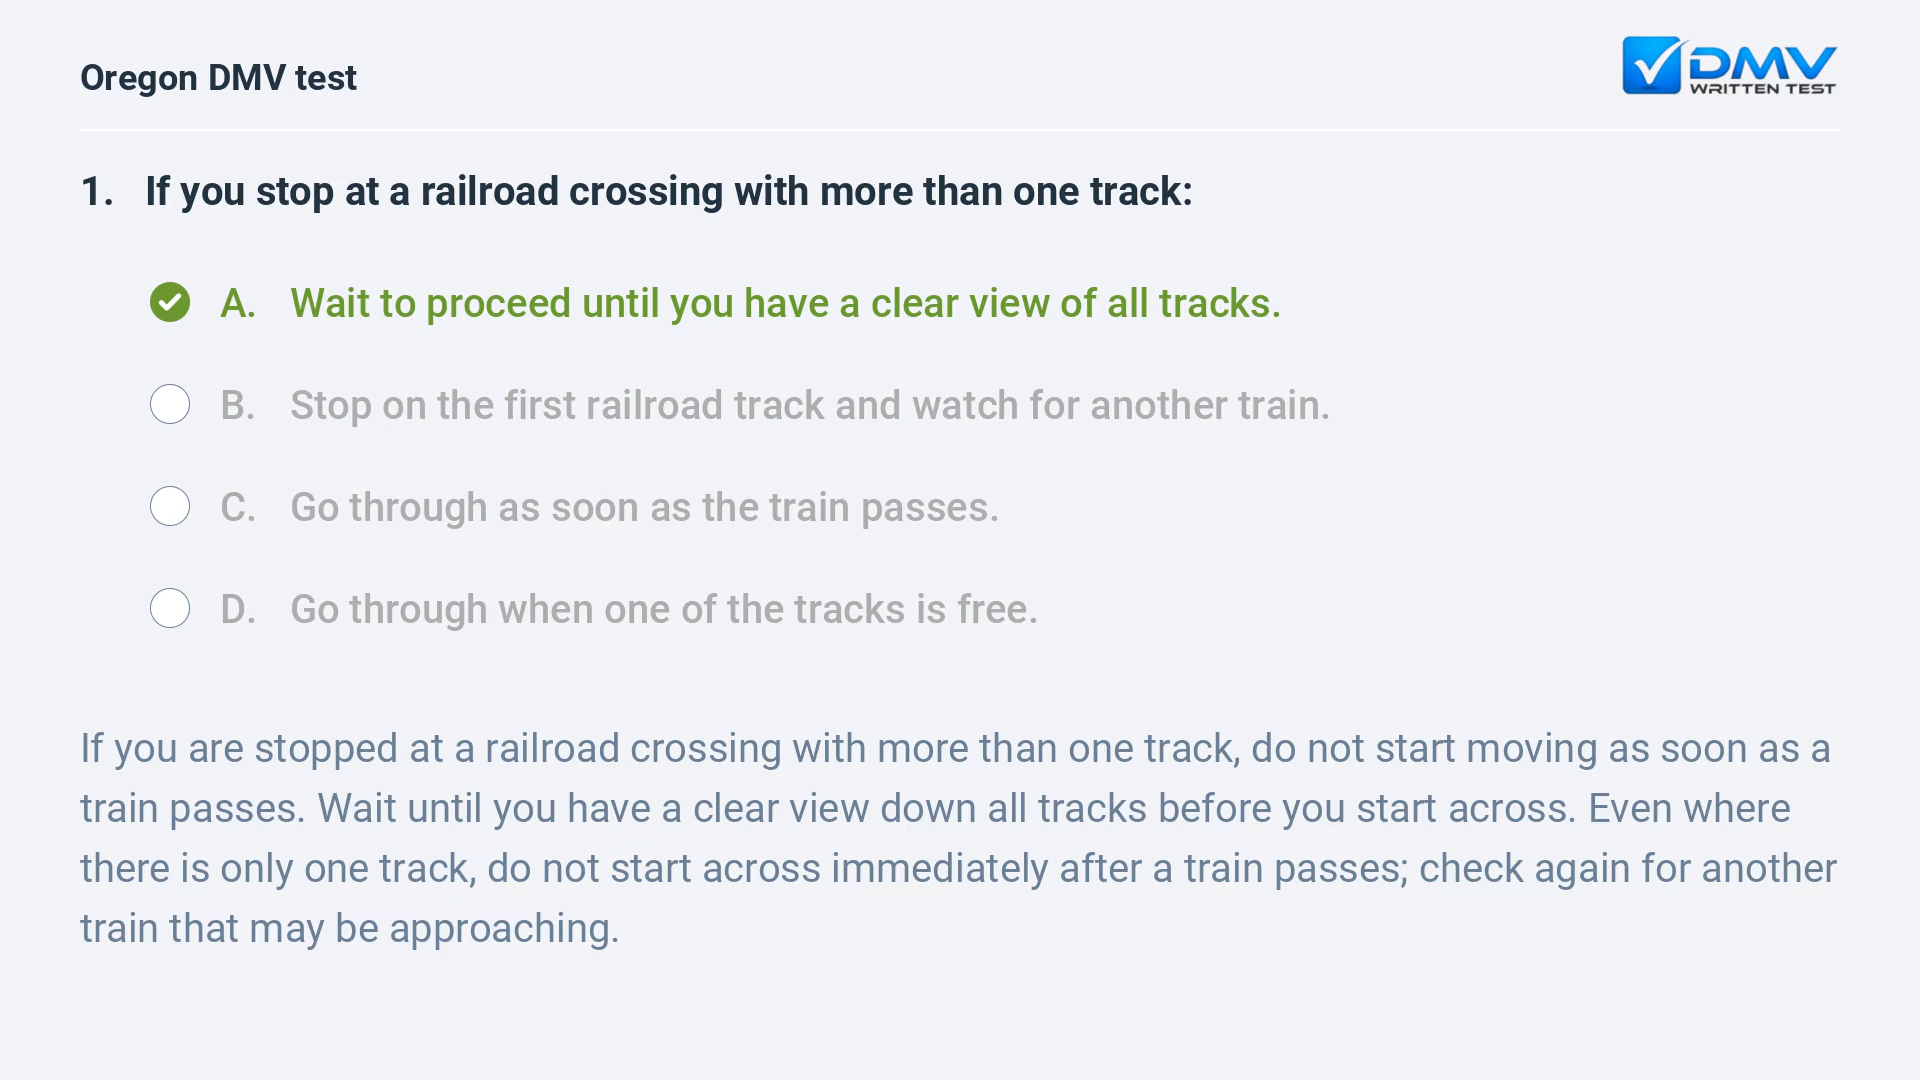 Oregon DMV test
DMV
WRITTEN TEST
1. If you stop at a railroad crossing with more than one track:
A. Wait to proceed until you have a clear view of all tracks.
B. Stop on the first railroad track and watch for another train.
C. Go through as soon as the train passes.
D. Go through when one of the tracks is free.
If you are stopped at a railroad crossing with more than one track, do not start moving as soon as a
train passes. Wait until you have a clear view down all tracks before you start across. Even where
there is only one track, do not start across immediately after a train passes; check again for another
train that may be approaching.